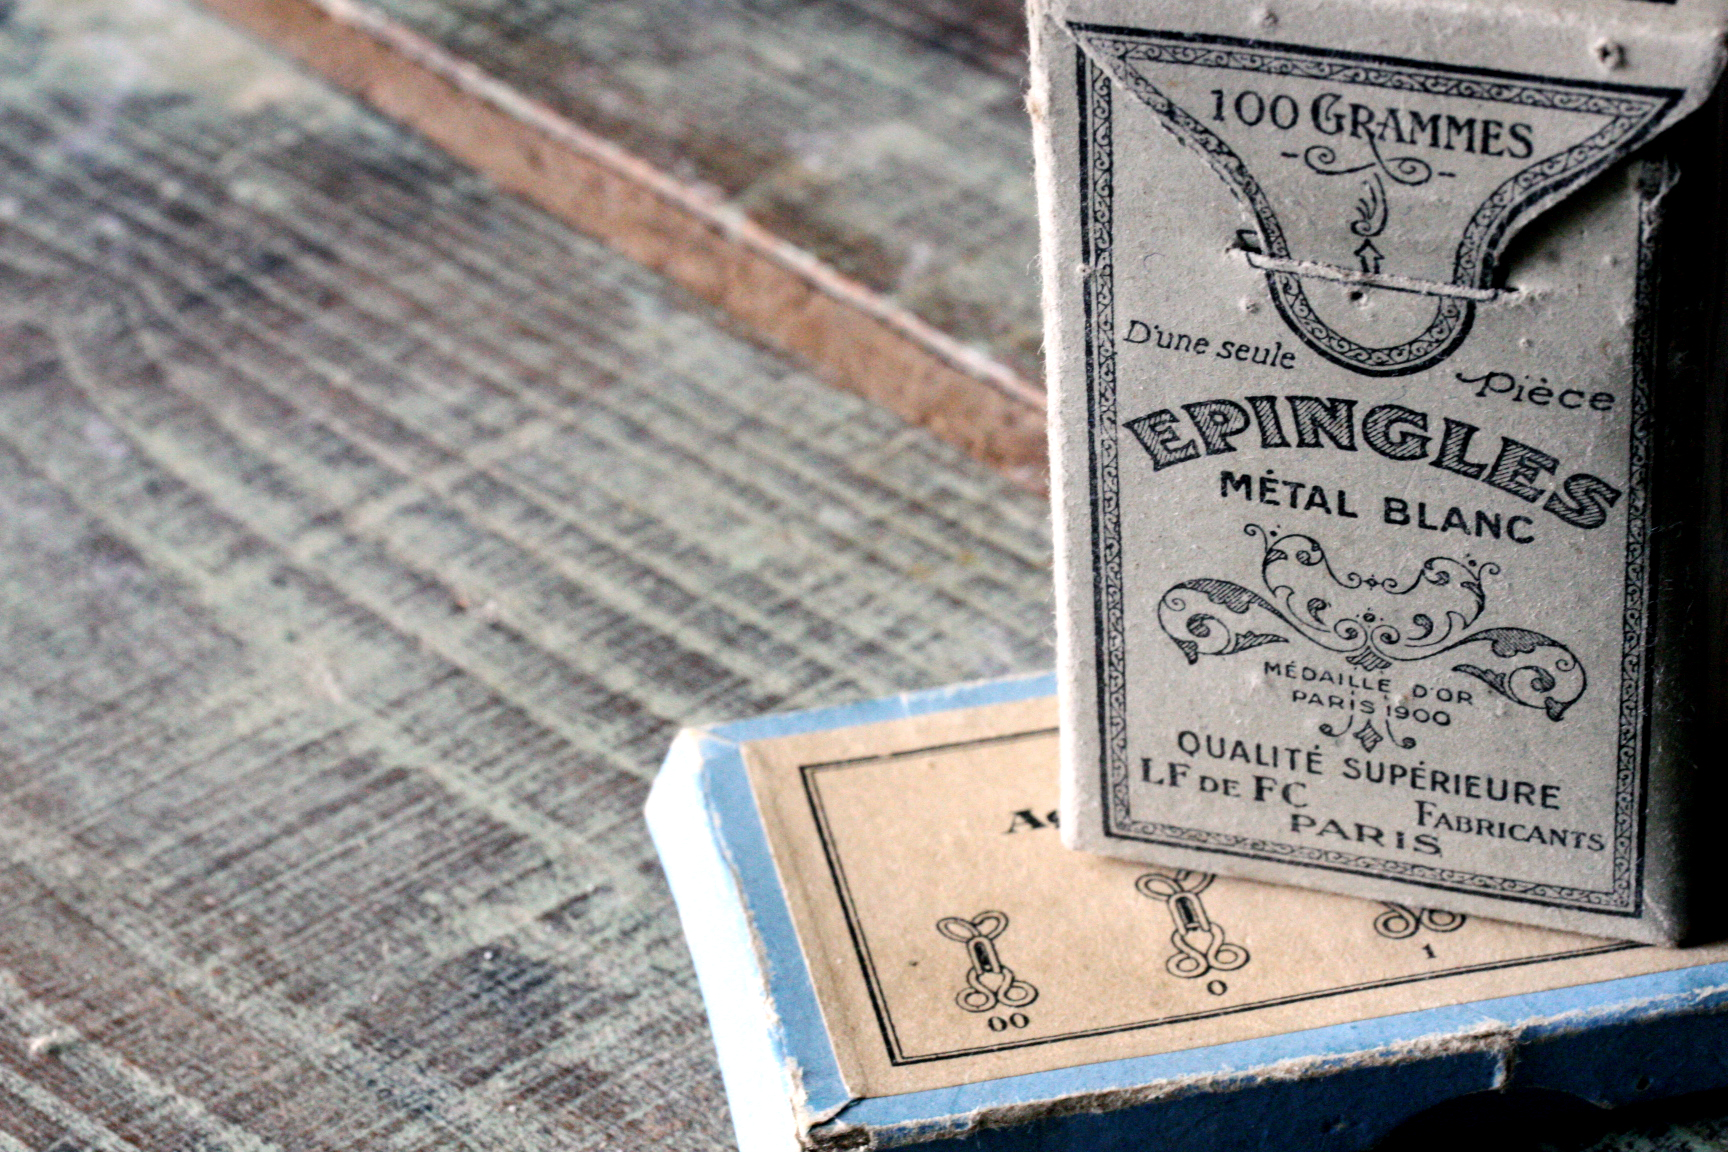 100 GRAMMES
D'une seule pièce
EPINGLES
MÉTAL BLANC
MÉDAILLE D'OR
PARIS 1900
QUALITÉ SUPÉRIEURE
LF DE FC FABRICANTS
PARIS
00
0
1